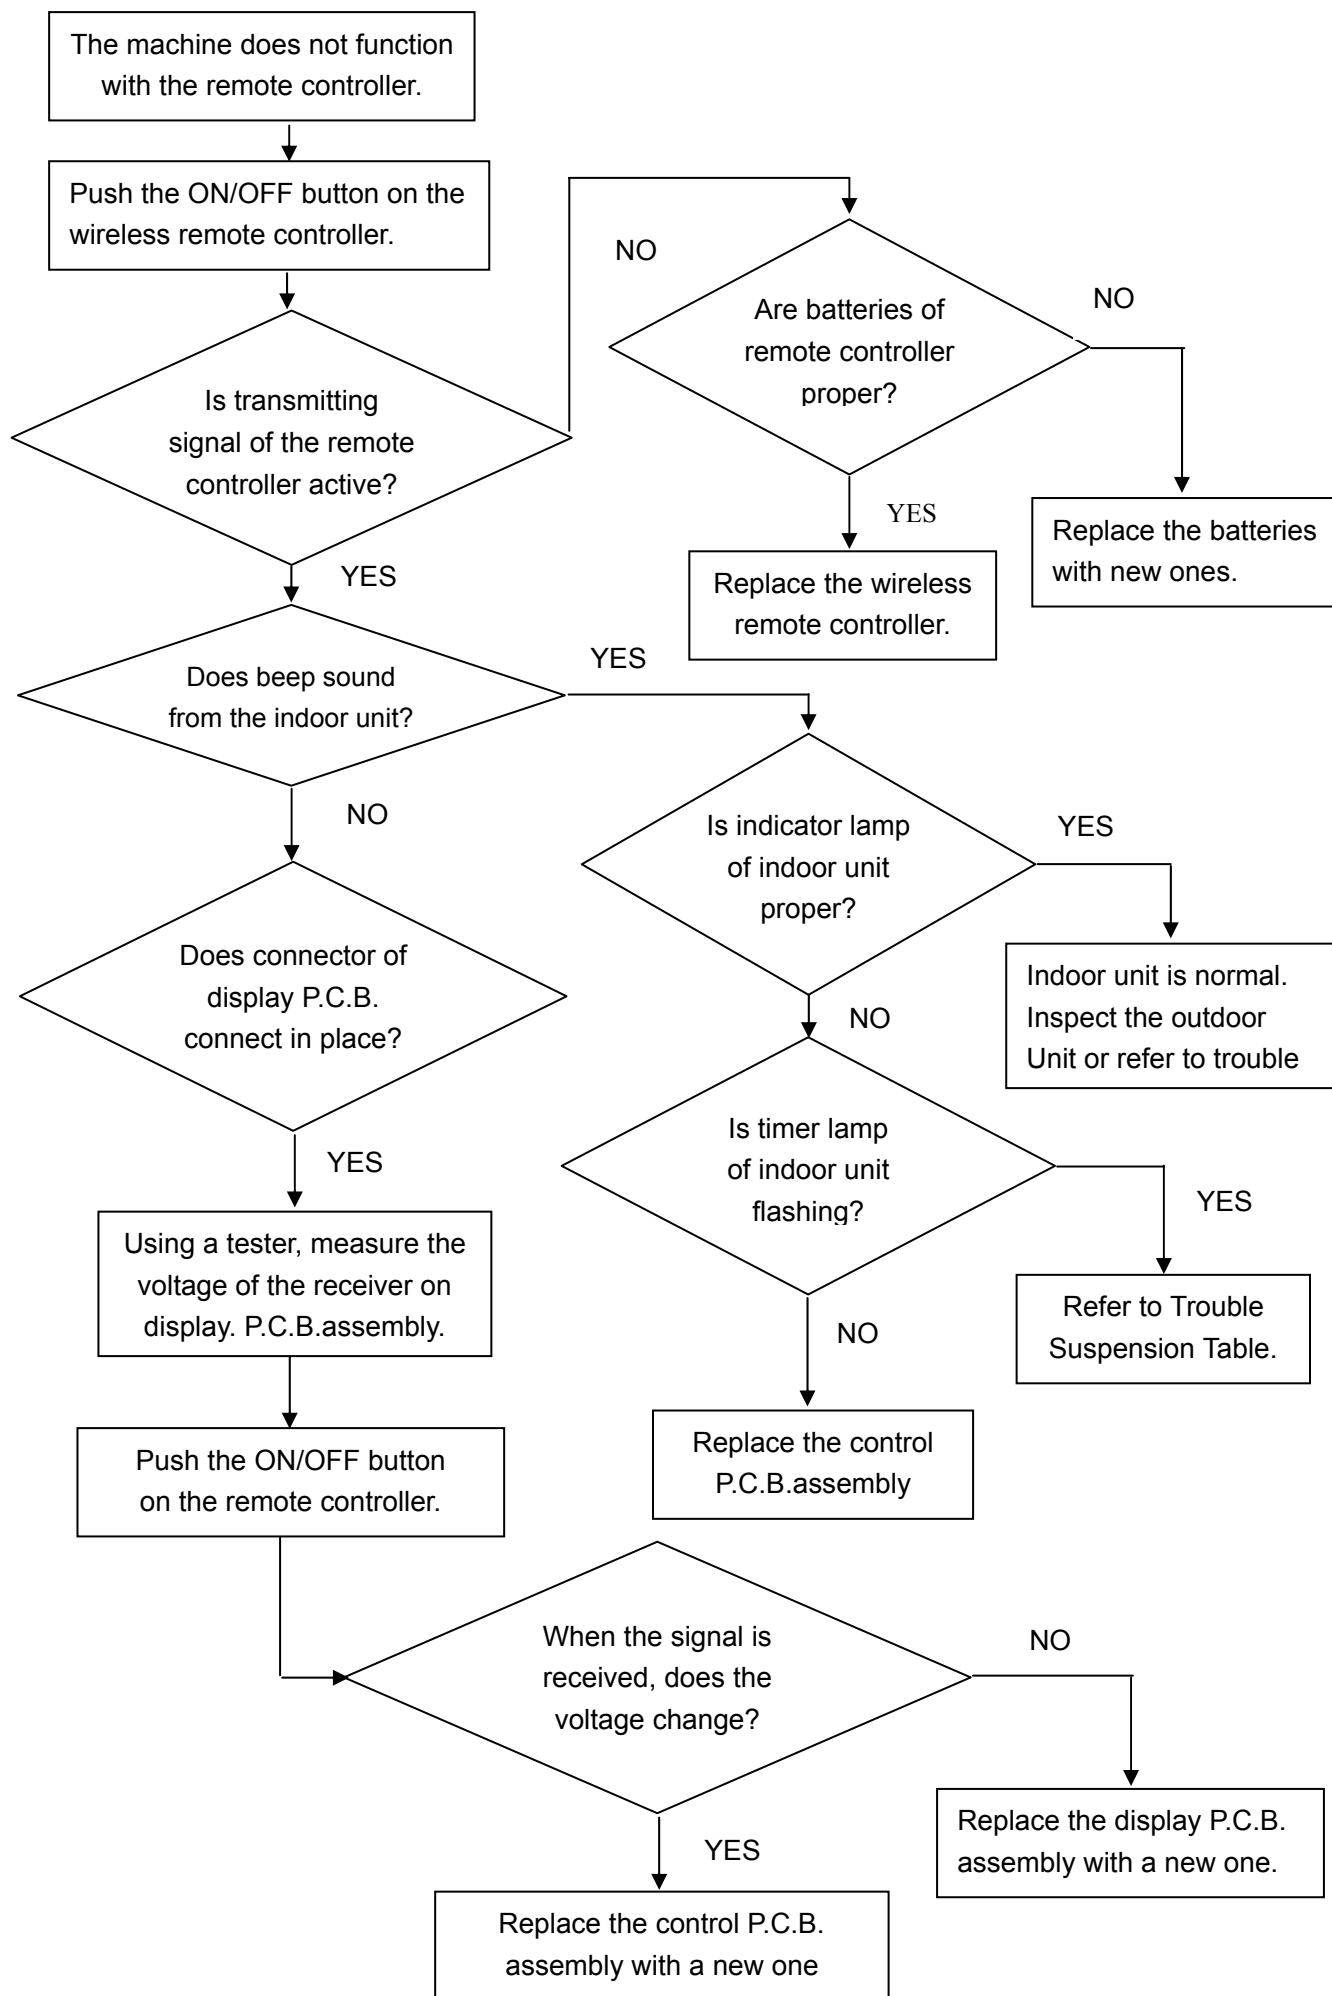 The machine does not function
with the remote controller.
Push the ON/OFF button on the
wireless remote controller.
NO
Are batteries of
remote controller
proper?
NO
Is transmitting
signal of the remote
controller active?
YES
Replace the batteries
with new ones.
YES
Replace the wireless
remote controller.
Does beep sound
from the indoor unit?
YES
NO
Is indicator lamp
of indoor unit
proper?
YES
Does connector of
display P.C.B.
connect in place?
Indoor unit is normal.
Inspect the outdoor
Unit or refer to trouble
NO
Is timer lamp
of indoor unit
flashing?
YES
YES
Using a tester, measure the
voltage of the receiver on
display. P.C.B.assembly.
Refer to Trouble
Suspension Table.
NO
Push the ON/OFF button
on the remote controller.
Replace the control
P.C.B.assembly
When the signal is
received, does the
voltage change?
NO
Replace the display P.C.B.
assembly with a new one.
YES
Replace the control P.C.B.
assembly with a new one